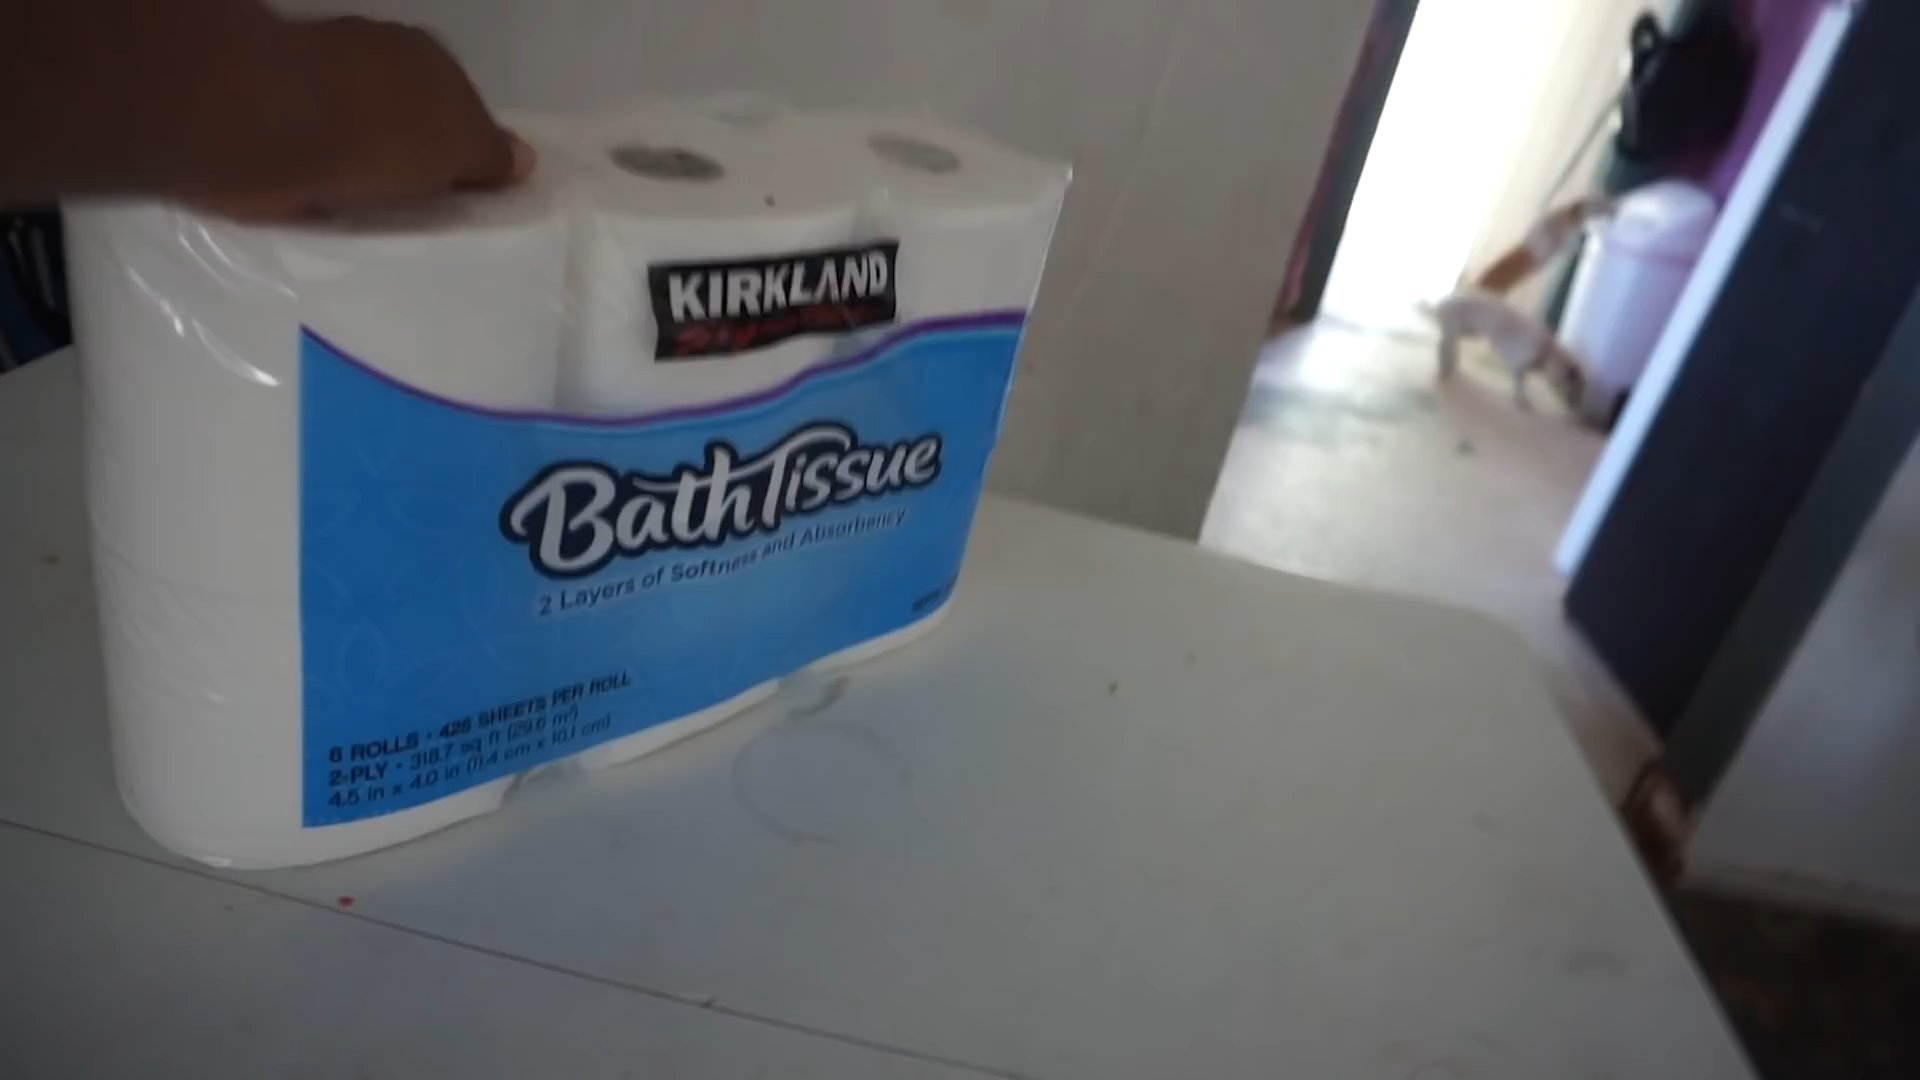 KIRKLAND
Signature
BathTissue
2 Layers of Softness and Absorbency
6 ROLLS • 425 SHEETS PER ROLL
2-PLY • 318.7 sq ft (29.6 m²)
4.5 in x 4.0 in (11.4 cm x 10.1 cm)